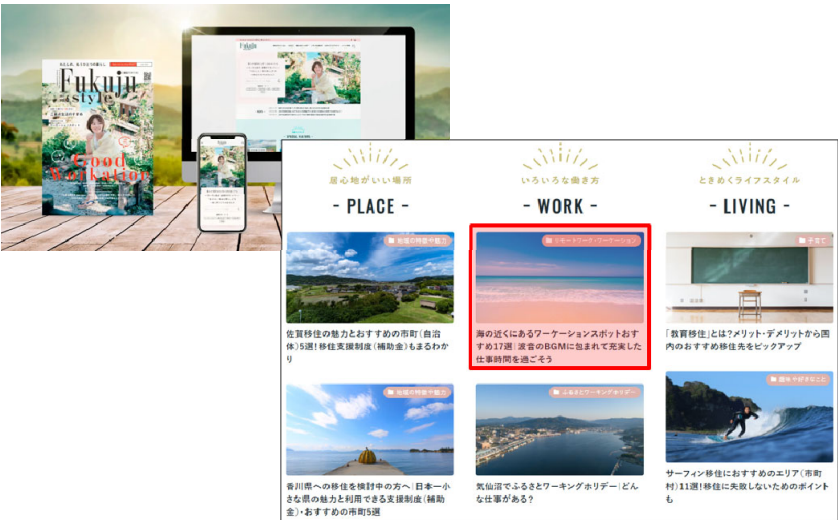 Fukuju
style
Good
Workation
居心地がいい場所
- PLACE -
地域の特徴や魅力
佐賀移住の魅力とおすすめの市町（自治
体）5選！移住支援制度（補助金）もまるわか
り
地域の特徴や魅力
香川県への移住を検討中の方へ｜日本一小
さな県の魅力と利用できる支援制度（補助
金）・おすすめの市町5選
いろいろな働き方
- WORK -
リモートワーク・ワーケーション
海の近くにあるワーケーションスポットおす
すめ17選｜波音のBGMに包まれて充実した
仕事時間を過ごそう
ふるさとワーキングホリデー
気仙沼でふるさとワーキングホリデー｜どん
な仕事がある？
ときめくライフスタイル
- LIVING -
子育て
「教育移住」とは？メリット・デメリットから国
内のおすすめ移住先をピックアップ
趣味や好きなこと
サーフィン移住におすすめのエリア（市町
村）11選！移住に失敗しないためのポイント
も